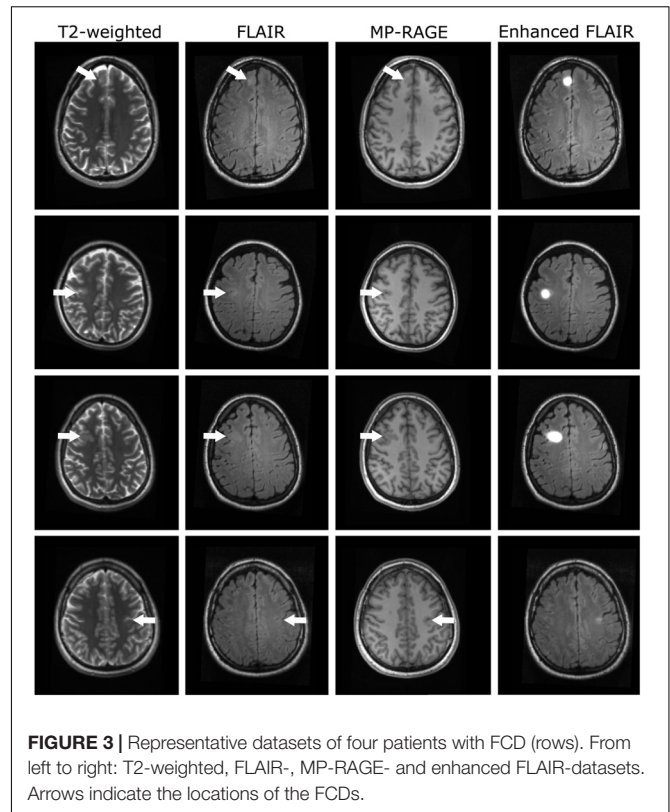 T2-weighted FLAIR MP-RAGE Enhanced FLAIR
FIGURE 3 | Representative datasets of four patients with FCD (rows). From
left to right: T2-weighted, FLAIR-, MP-RAGE- and enhanced FLAIR-datasets.
Arrows indicate the locations of the FCDs.